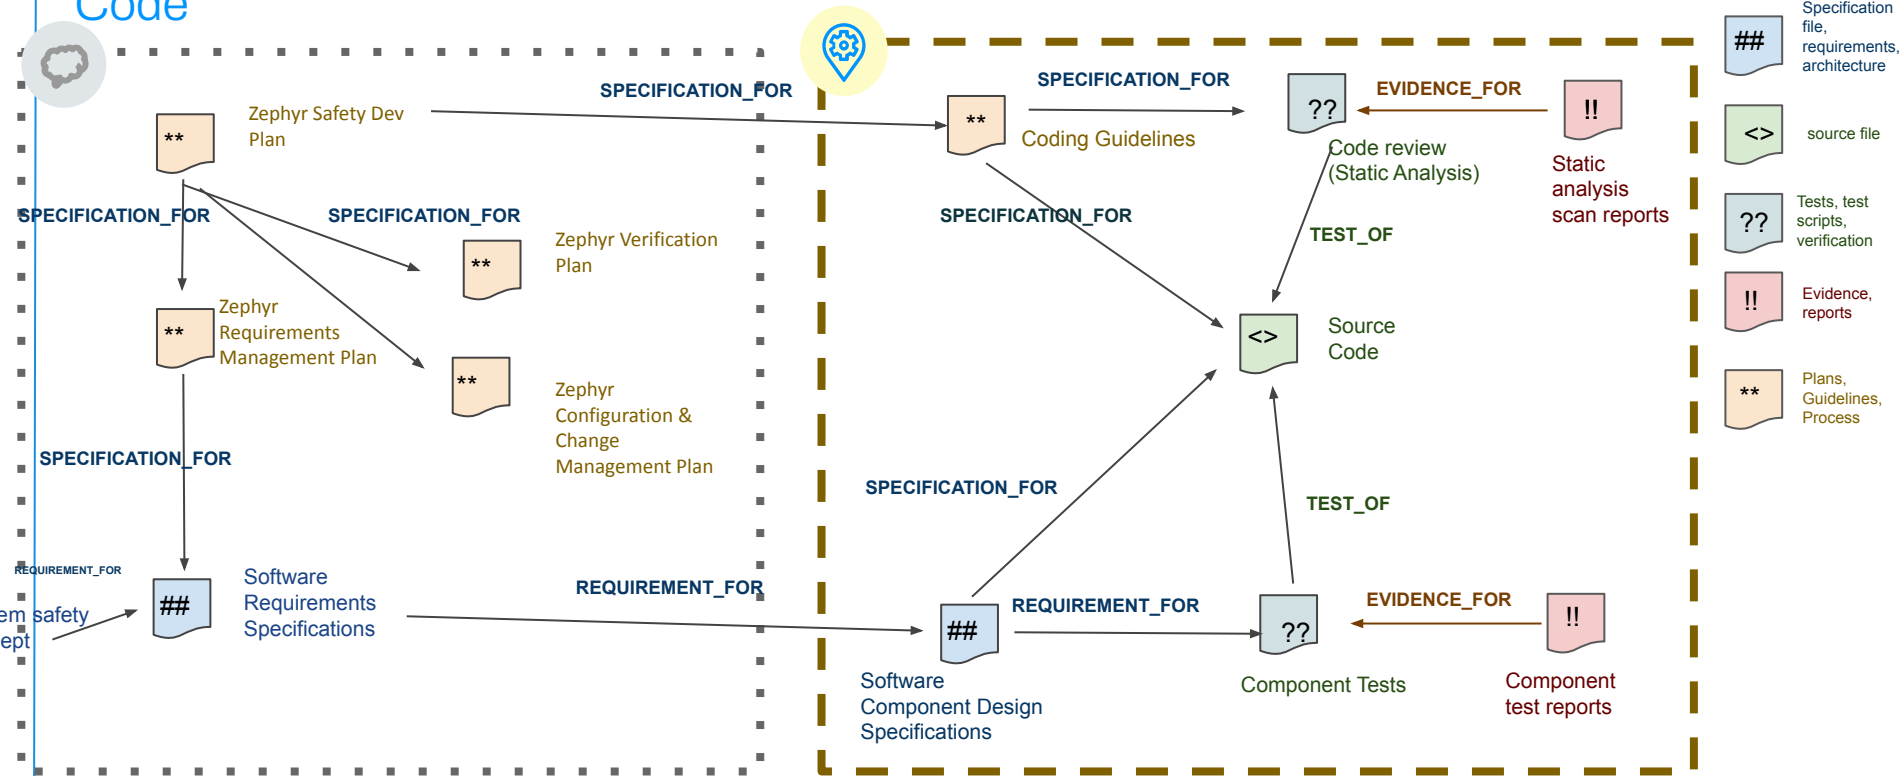 Code
SPECIFICATION_FOR
Zephyr Safety Dev
Plan
**
SPECIFICATION_FOR
SPECIFICATION_FOR
Zephyr Verification
Plan
**
Zephyr
Requirements
Management Plan
**
**
Zephyr
Configuration &
Change
Management Plan
SPECIFICATION_FOR
REQUIREMENT_FOR
safety
##
Software
Requirements
Specifications
REQUIREMENT_FOR
**
Coding Guidelines
SPECIFICATION_FOR
??
Code review
(Static Analysis)
EVIDENCE_FOR
!!
Static
analysis
scan reports
SPECIFICATION_FOR
TEST_OF
<>
Source
Code
SPECIFICATION_FOR
TEST_OF
##
Software
Component Design
Specifications
REQUIREMENT_FOR
??
Component Tests
EVIDENCE_FOR
!!
Component
test reports
##
Specification
file,
requirements,
architecture
<>
source file
??
Tests, test
scripts,
verification
!!
Evidence,
reports
**
Plans,
Guidelines,
Process